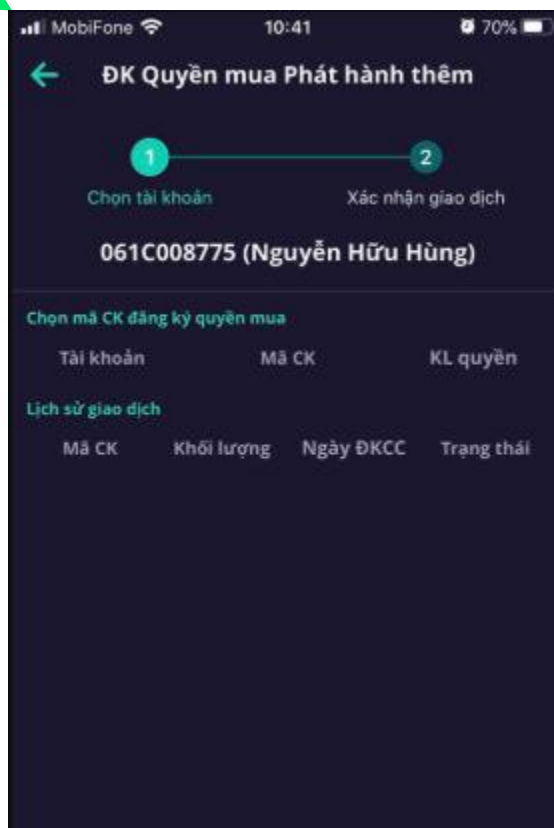 MobiFone 10:41 70%
ĐK Quyền mua Phát hành thêm
1 2
Chọn tài khoản Xác nhận giao dịch
061C008775 (Nguyễn Hữu Hùng)
Chọn mã CK đăng ký quyền mua
Tài khoản Mã CK KL quyền
Lịch sử giao dịch
Mã CK Khối lượng Ngày ĐKCC Trạng thái